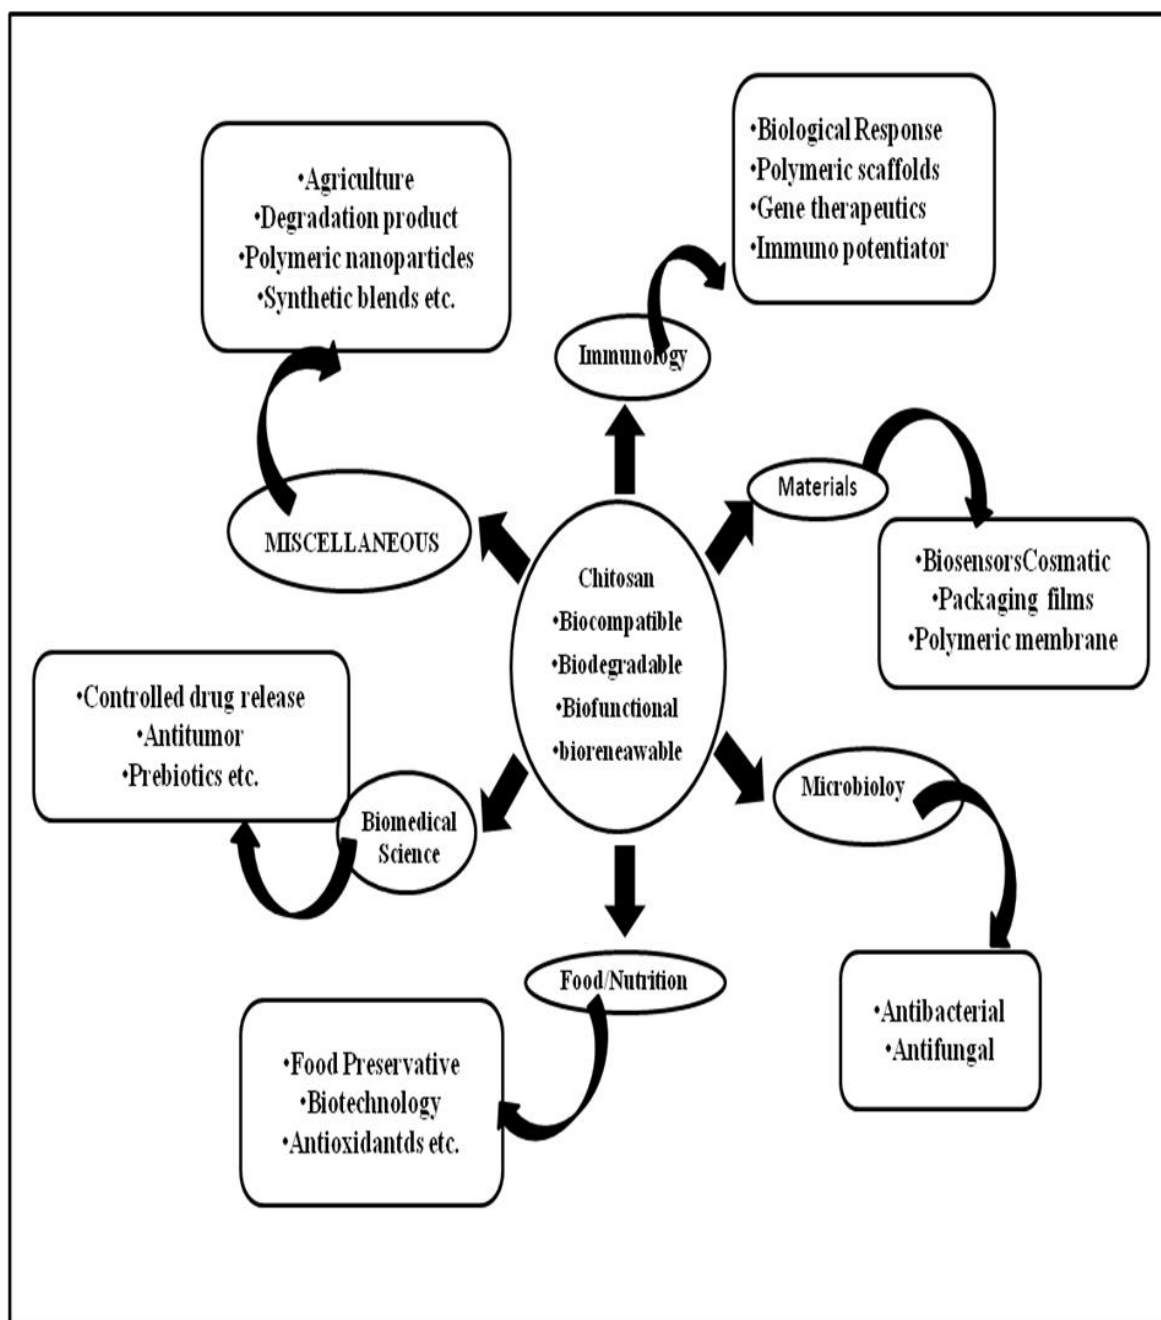 •Biological Response
•Polymeric scaffolds
•Gene therapeutics
•Immuno potentiator
•Agriculture
•Degradation product
•Polymeric nanoparticles
•Synthetic blends etc.
Immunology
Materials
MISCELLANEOUS
•BiosensorsCosmatic
•Packaging films
•Polymeric membrane
Chitosan
•Biocompatible
•Biodegradable
•Biofunctional
•bioreneawable
•Controlled drug release
•Antitumor
•Prebiotics etc.
Microbioloy
Biomedical
Science
Food/Nutrition
•Antibacterial
•Antifungal
•Food Preservative
•Biotechnology
•Antioxidantds etc.